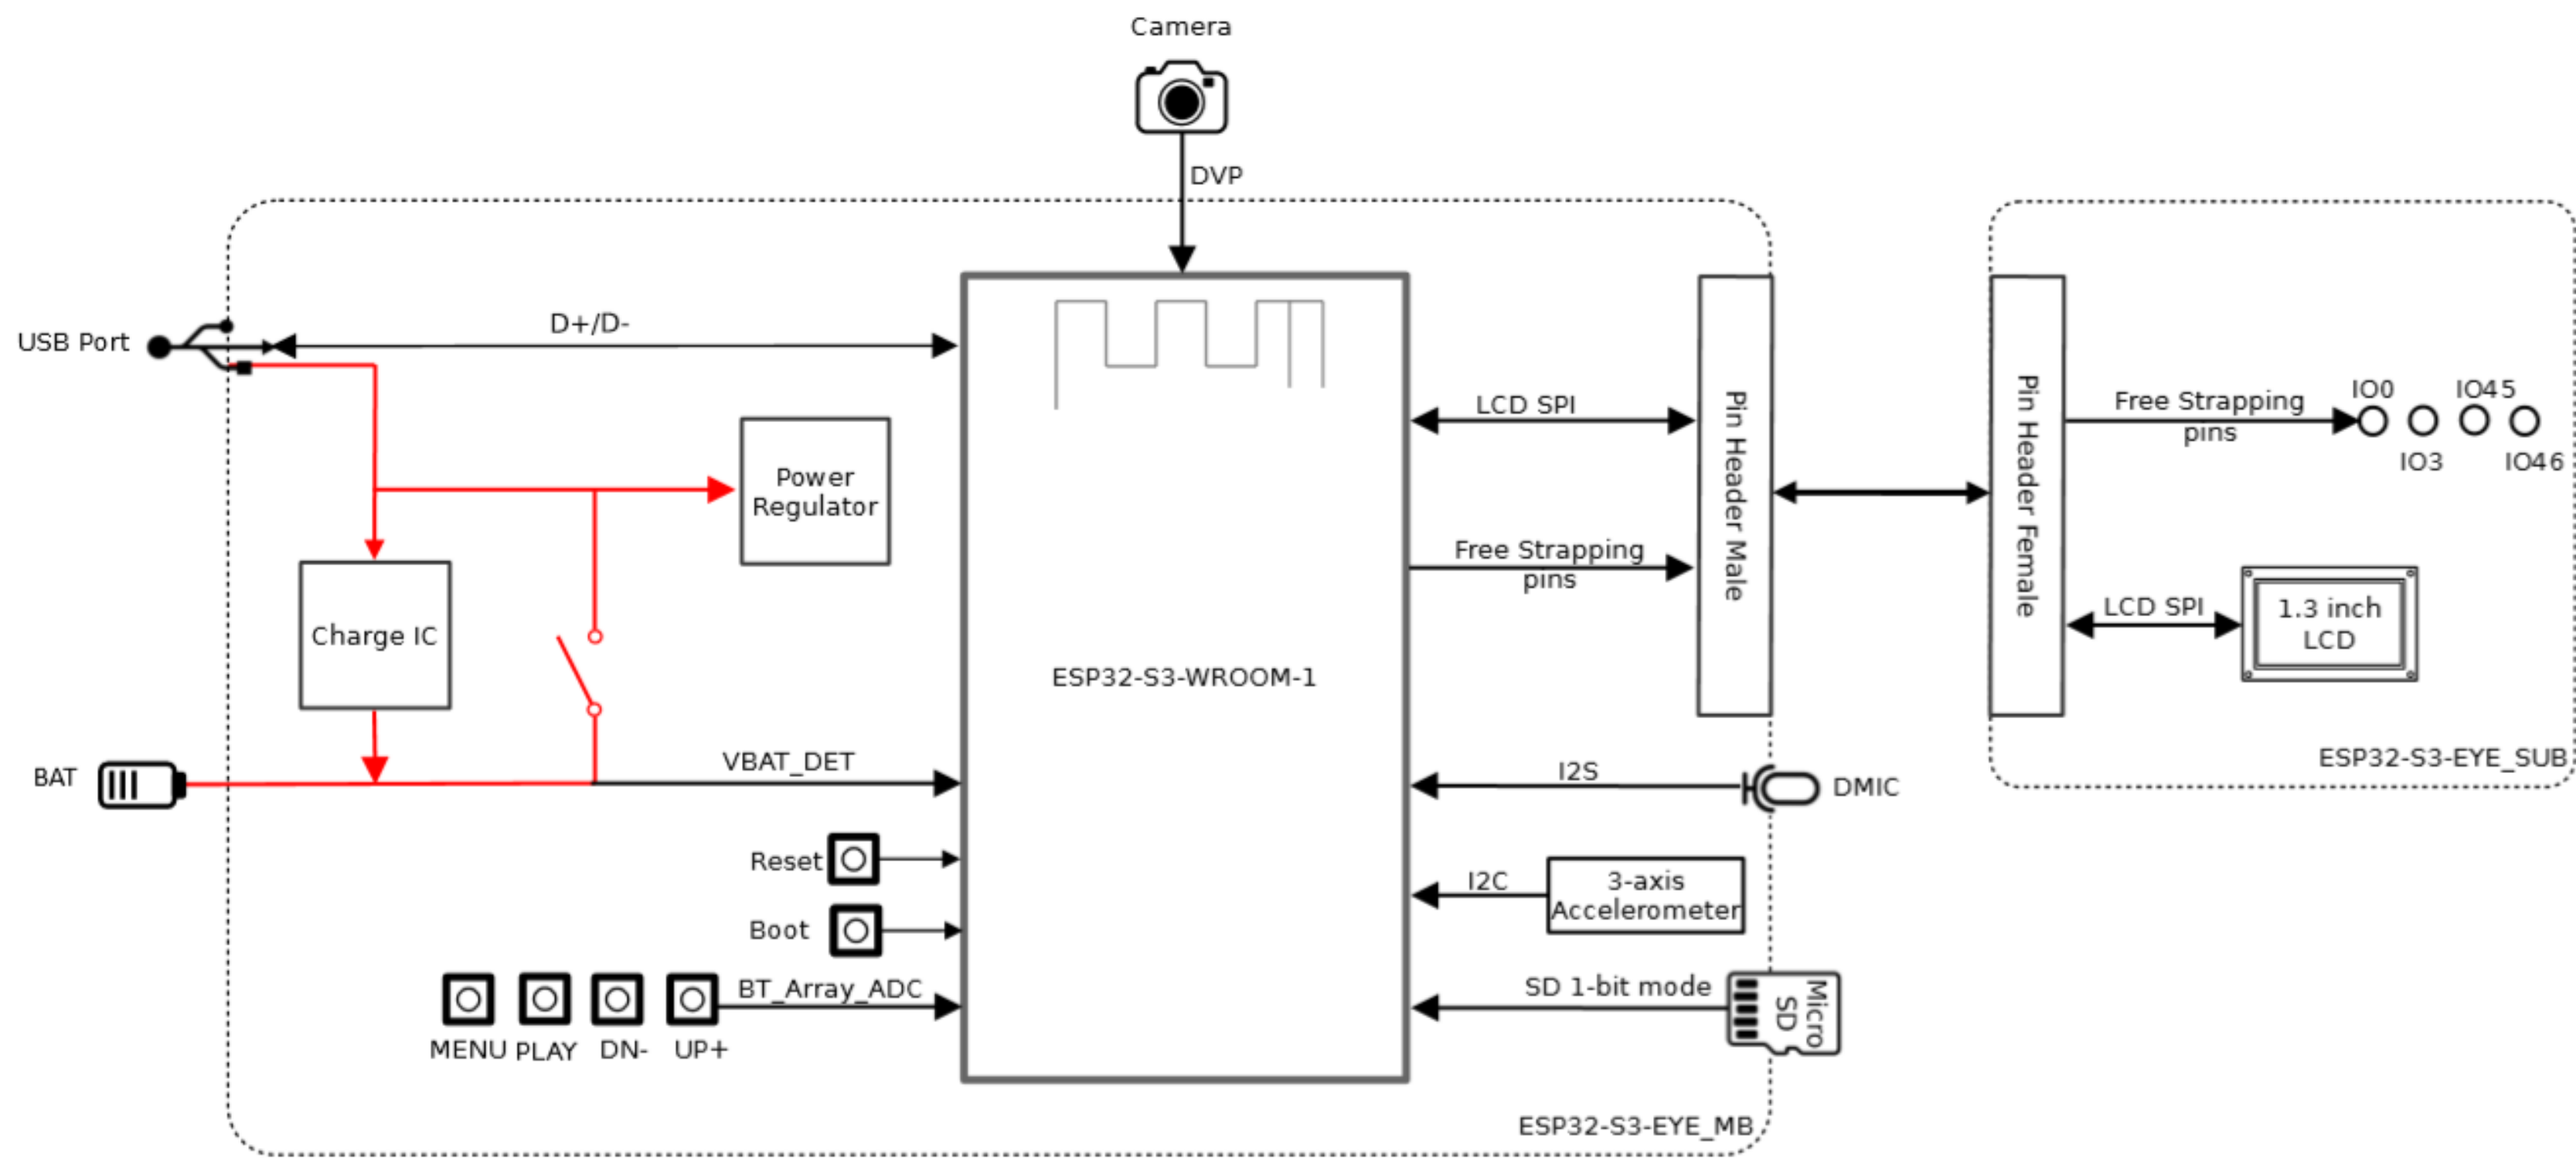 Camera
DVP
USB Port
D+/D-
Power
Regulator
Charge IC
BAT
VBAT_DET
Reset
Boot
BT_Array_ADC
MENU PLAY DN- UP+
ESP32-S3-WROOM-1
LCD SPI
Free Strapping
pins
Pin Header Male
I2S
DMIC
I2C
3-axis
Accelerometer
SD 1-bit mode
Micro
SD
ESP32-S3-EYE_MB
Pin Header Female
Free Strapping
pins
IO0 IO45
IO3 IO46
LCD SPI
1.3 inch
LCD
ESP32-S3-EYE_SUB